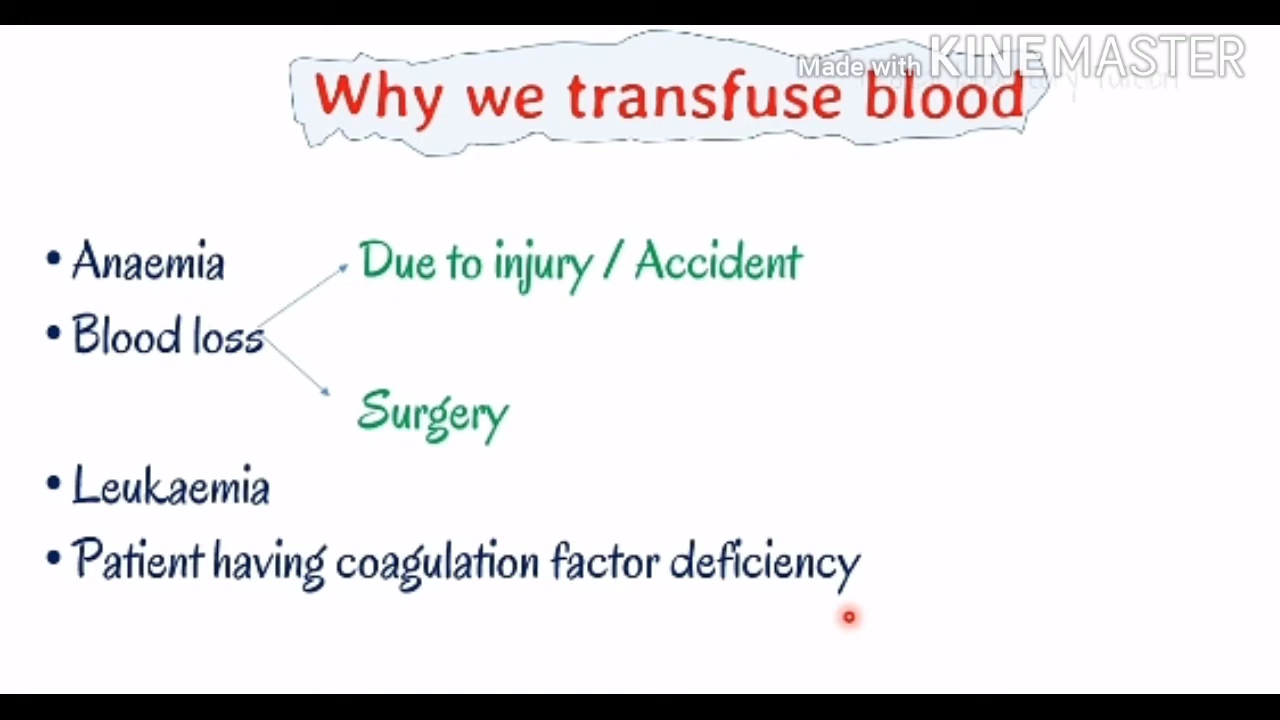 Made with KINEMASTER
Why we transfuse blood
• Anaemia
Due to injury / Accident
• Blood loss
Surgery
• Leukaemia
• Patient having coagulation factor deficiency